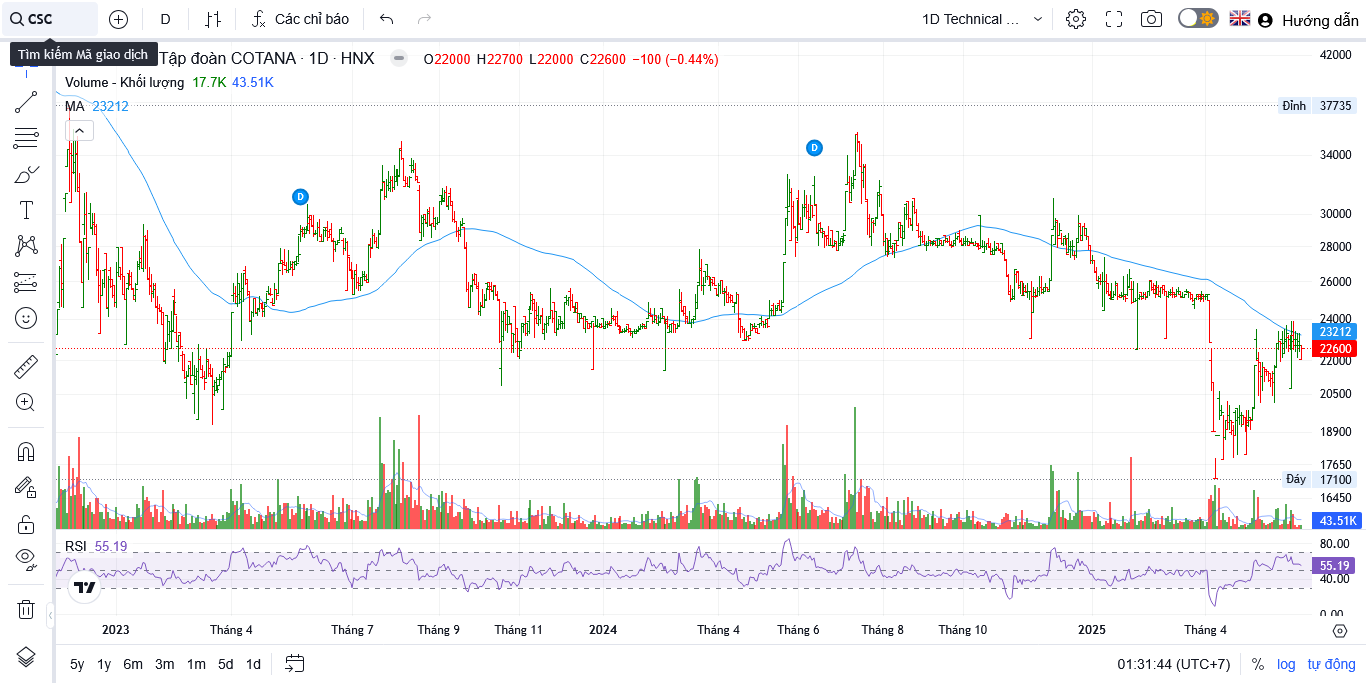 CSC
D
Các chỉ báo
1D Technical ...
Hướng dẫn
Tìm kiếm Mã giao dịch
Tập đoàn COTANA · 1D · HNX
O22000 H22700 L22000 C22600 −100 (−0.44%)
Volume - Khối lượng 17.7K 43.51K
MA 23212
42000
Đỉnh 37735
34000
30000
28000
26000
24000
23212
22600
22000
20500
18900
17650
Đáy 17100
16450
43.51K
D
D
T
RSI 55.19
80.00
55.19
40.00
0.00
2023
Tháng 4
Tháng 7
Tháng 9
Tháng 11
2024
Tháng 4
Tháng 6
Tháng 8
Tháng 10
2025
Tháng 4
5y 1y 6m 3m 1m 5d 1d
01:31:44 (UTC+7)
% log tự động